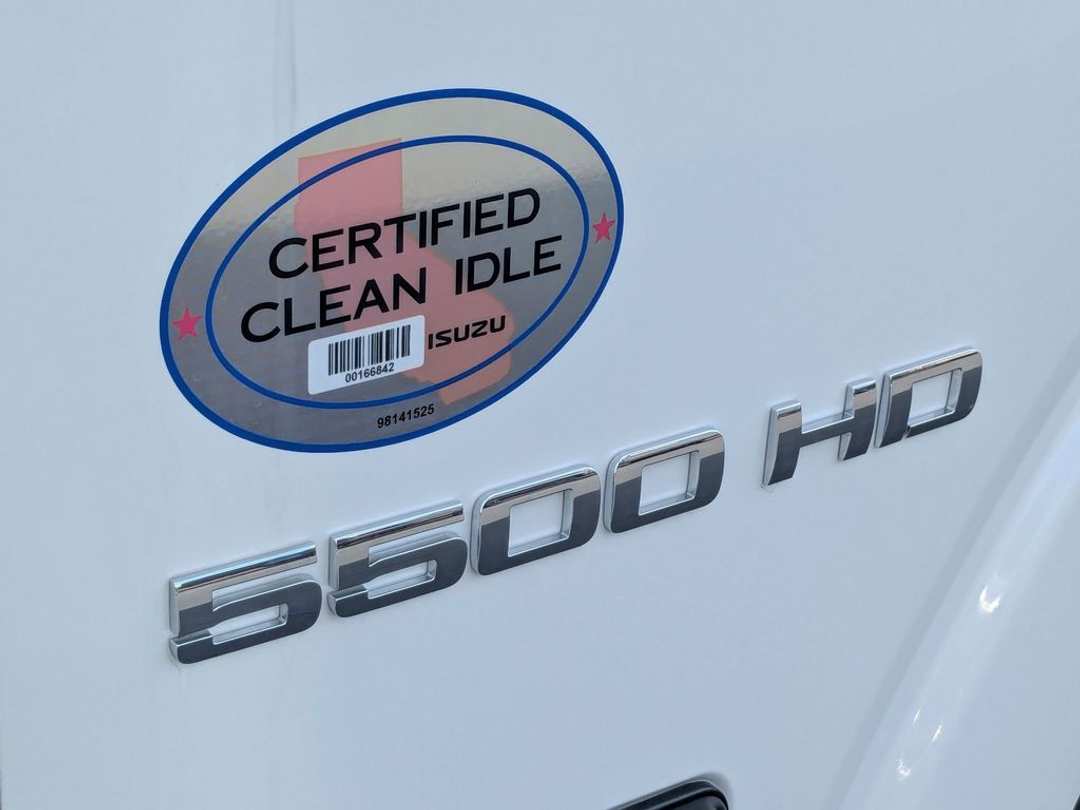 CERTIFIED
CLEAN IDLE
ISUZU
00166842
98141525
5500 HD